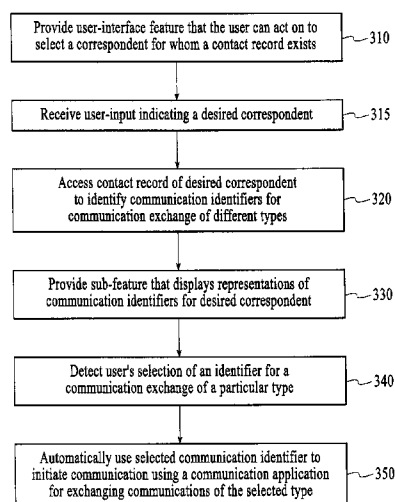 Provide user-interface feature that the user can act on to
select a correspondent for whom a contact record exists
310
Receive user-input indicating a desired correspondent
315
Access contact record of desired correspondent
to identify communication identifiers for
communication exchange of different types
320
Provide sub-feature that displays representations of
communication identifiers for desired correspondent
330
Detect user's selection of an identifier for a
communication exchange of a particular type
340
Automatically use selected communication identifier to
initiate communication using a communication application
for exchanging communications of the selected type
350